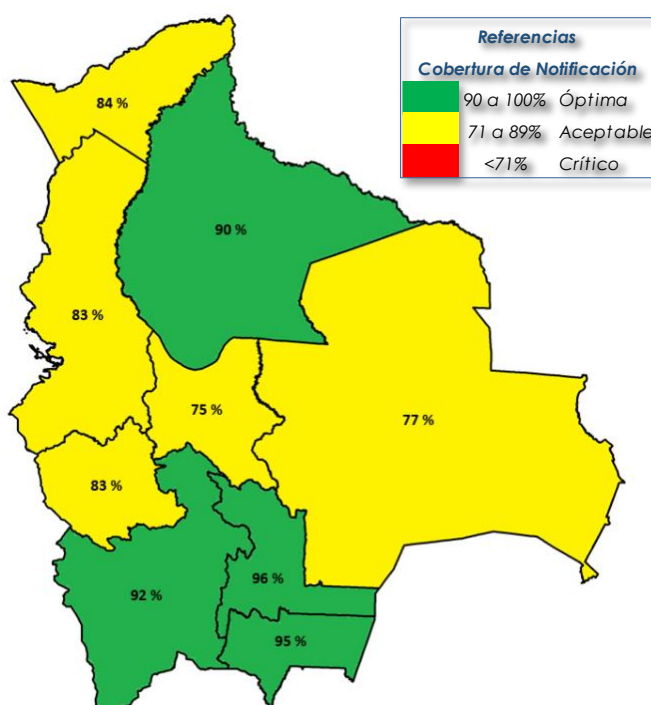 Referencias
Cobertura de Notificación
90 a 100% Óptima
71 a 89% Aceptable
<71% Crítico
84 %
90 %
83 %
75 %
77 %
83 %
92 %
96 %
95 %